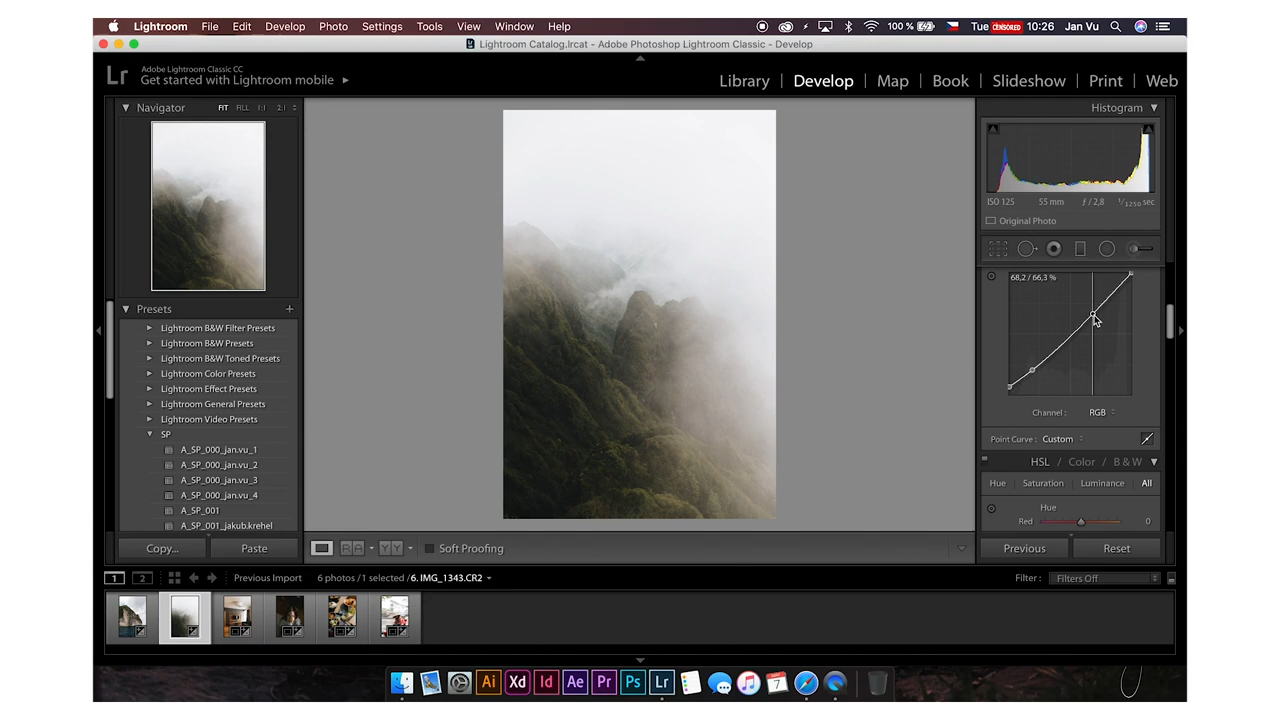 Lightroom File Edit Develop Photo Settings Tools View Window Help 100 % Tue CENSORED 10:26 Jan Vu
Lightroom Catalog.lrcat - Adobe Photoshop Lightroom Classic - Develop
Lr Adobe Lightroom Classic CC
Get started with Lightroom mobile
Library | Develop | Map | Book | Slideshow | Print | Web
Navigator FIT FILL 1:1 2:1
Histogram
ISO 125 55 mm ƒ / 2,8 1/1250 sec
Original Photo
68,2 / 66,3 %
Presets +
Lightroom B&W Filter Presets
Lightroom B&W Presets
Lightroom B&W Toned Presets
Lightroom Color Presets
Lightroom Effect Presets
Lightroom General Presets
Lightroom Video Presets
SP
A_SP_000_jan.vu_1
A_SP_000_jan.vu_2
A_SP_000_jan.vu_3
A_SP_000_jan.vu_4
A_SP_001
A_SP_001_jakub.krehel
Channel : RGB
Point Curve : Custom
HSL / Color / B & W
Hue Saturation Luminance All
Hue
Red 0
Copy... Paste
RA YY Soft Proofing
Previous Reset
1 2 Previous Import 6 photos / 1 selected / 6. IMG_1343.CR2
Filter : Filters Off
Ai Xd Id Ae Pr Ps Lr 7